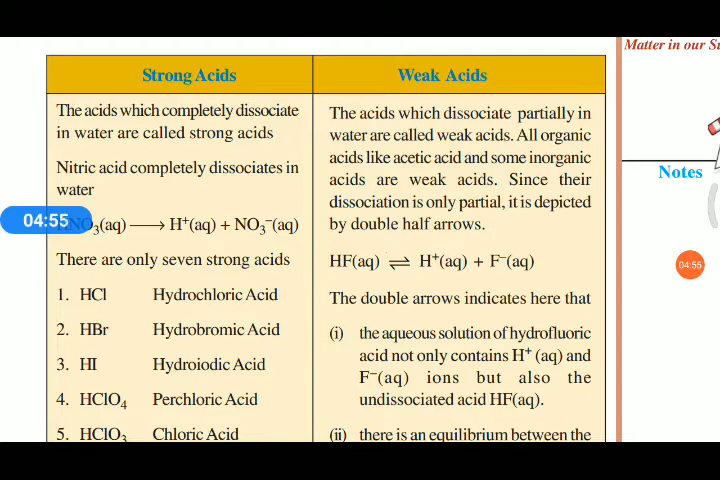 Matter in our Su
Strong Acids
The acids which completely dissociate
in water are called strong acids
Nitric acid completely dissociates in
water
04:55
O₃(aq) ⟶ H⁺(aq) + NO₃⁻(aq)
There are only seven strong acids
1. HCl Hydrochloric Acid
2. HBr Hydrobromic Acid
3. HI Hydroiodic Acid
4. HClO₄ Perchloric Acid
5. HClO₃ Chloric Acid
Weak Acids
The acids which dissociate partially in
water are called weak acids. All organic
acids like acetic acid and some inorganic
acids are weak acids. Since their
dissociation is only partial, it is depicted
by double half arrows.
HF(aq) ⇌ H⁺(aq) + F⁻(aq)
The double arrows indicates here that
(i) the aqueous solution of hydrofluoric
acid not only contains H⁺ (aq) and
F⁻(aq) ions but also the
undissociated acid HF(aq).
(ii) there is an equilibrium between the
Notes
04:55